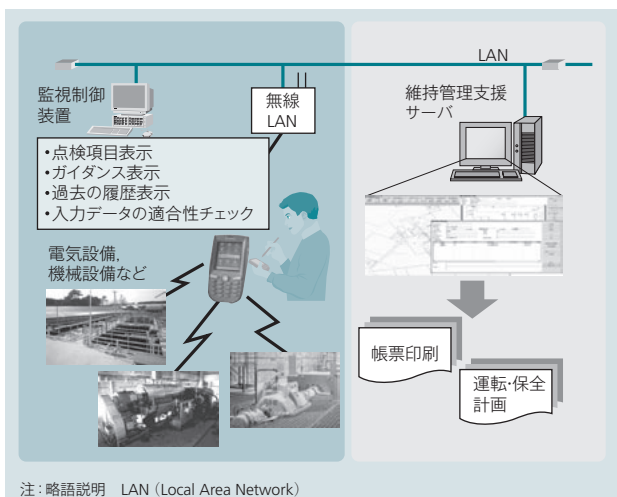 LAN
監視制御
装置
無線
LAN
維持管理支援
サーバ
・点検項目表示
・ガイダンス表示
・過去の履歴表示
・入力データの適合性チェック
電気設備,
機械設備など
帳票印刷
運転・保全
計画
注：略語説明　LAN（Local Area Network）